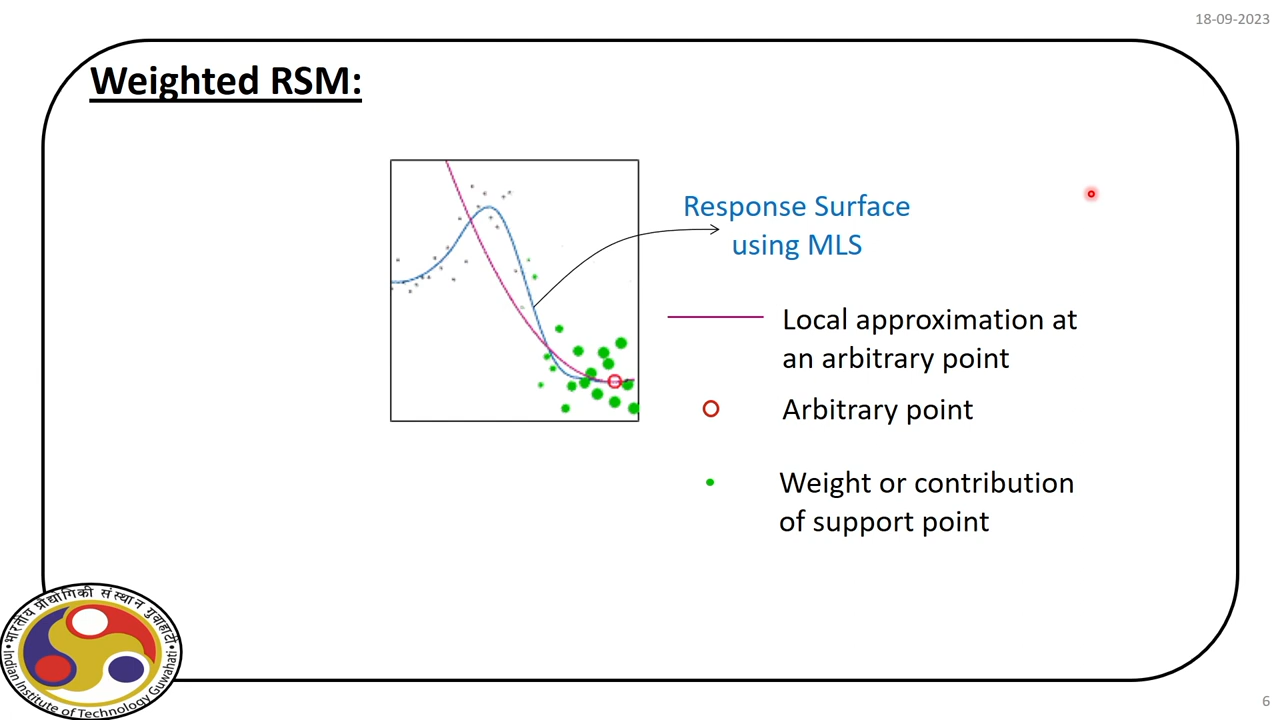 18-09-2023
Weighted RSM:
Response Surface
using MLS
Local approximation at
an arbitrary point
Arbitrary point
Weight or contribution
of support point
भारतीय प्रौद्योगिकी संस्थान गुवाहाटी
Indian Institute of Technology Guwahati
6